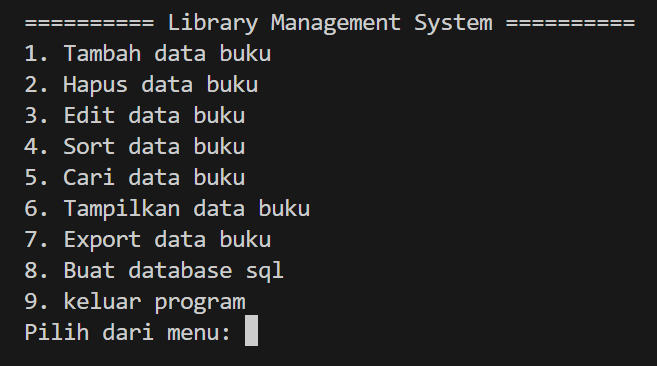 ========== Library Management System ==========
1. Tambah data buku
2. Hapus data buku
3. Edit data buku
4. Sort data buku
5. Cari data buku
6. Tampilkan data buku
7. Export data buku
8. Buat database sql
9. keluar program
Pilih dari menu: